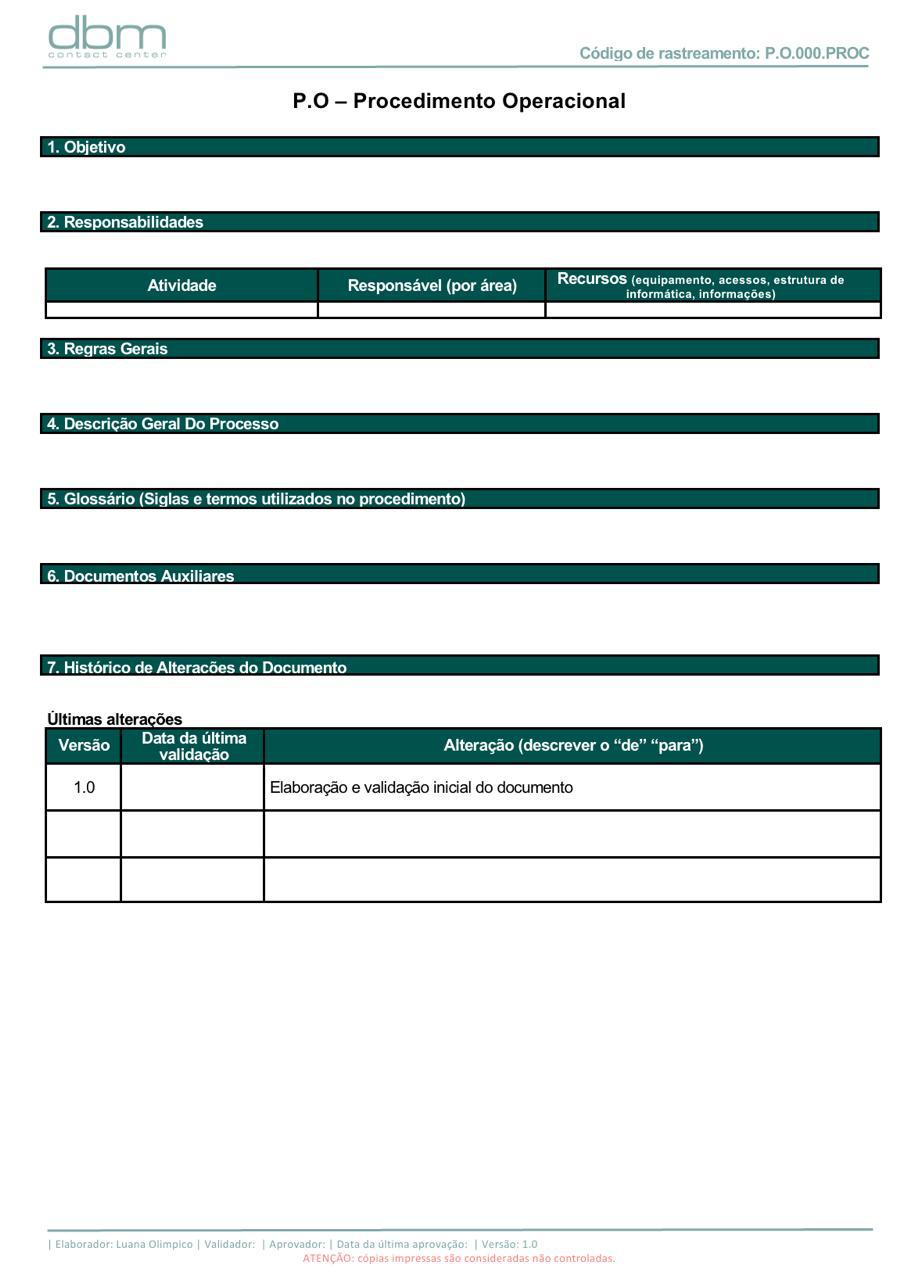 dbm
contact center
Código de rastreamento: P.O.000.PROC
P.O – Procedimento Operacional
1. Objetivo
2. Responsabilidades
Atividade
Responsável (por área)
Recursos (equipamento, acessos, estrutura de
informática, informações)
3. Regras Gerais
4. Descrição Geral Do Processo
5. Glossário (Siglas e termos utilizados no procedimento)
6. Documentos Auxiliares
7. Histórico de Alterações do Documento
Últimas alterações
Versão
Data da última
validação
Alteração (descrever o “de” “para”)
1.0
Elaboração e validação inicial do documento
| Elaborador: Luana Olimpico | Validador: | Aprovador: | Data da última aprovação: | Versão: 1.0
ATENÇÃO: cópias impressas são consideradas não controladas.